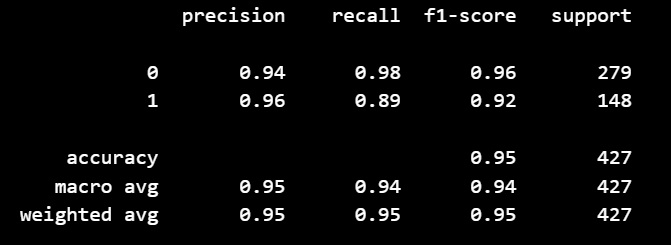 precision recall f1-score support
0 0.94 0.98 0.96 279
1 0.96 0.89 0.92 148
accuracy 0.95 427
macro avg 0.95 0.94 0.94 427
weighted avg 0.95 0.95 0.95 427